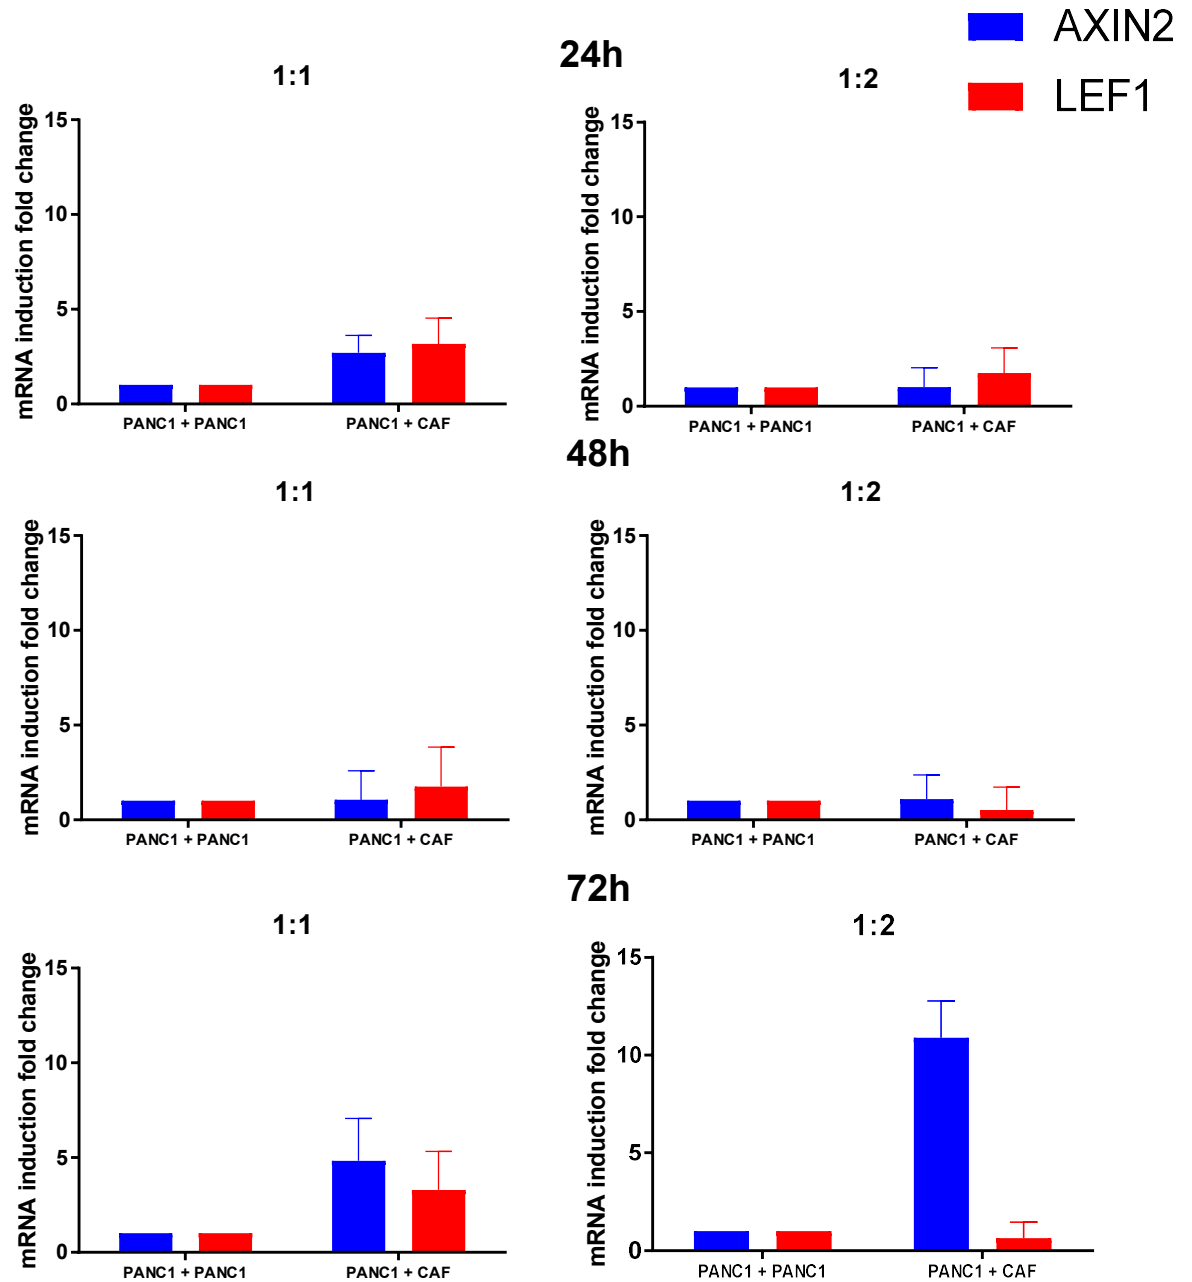 24h
AXIN2
LEF1
1:1
mRNA induction fold change
15
10
5
0
PANC1 + PANC1
PANC1 + CAF
1:2
mRNA induction fold change
15
10
5
0
PANC1 + PANC1
PANC1 + CAF
48h
1:1
mRNA induction fold change
15
10
5
0
PANC1 + PANC1
PANC1 + CAF
1:2
mRNA induction fold change
15
10
5
0
PANC1 + PANC1
PANC1 + CAF
72h
1:1
mRNA induction fold change
15
10
5
0
PANC1 + PANC1
PANC1 + CAF
1:2
mRNA induction fold change
15
10
5
0
PANC1 + PANC1
PANC1 + CAF